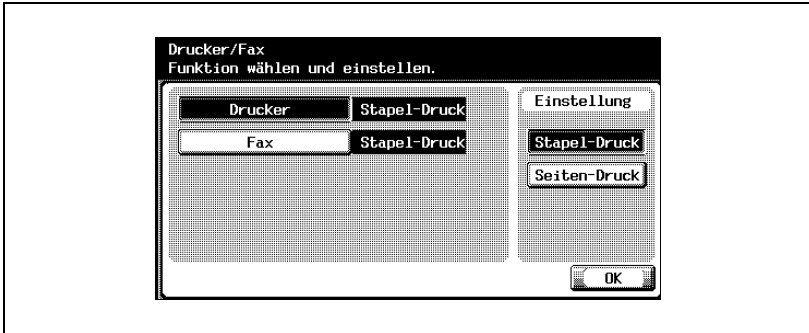 Drucker/Fax
Funktion wählen und einstellen.
Drucker Stapel-Druck
Fax Stapel-Druck
Einstellung
Stapel-Druck
Seiten-Druck
OK